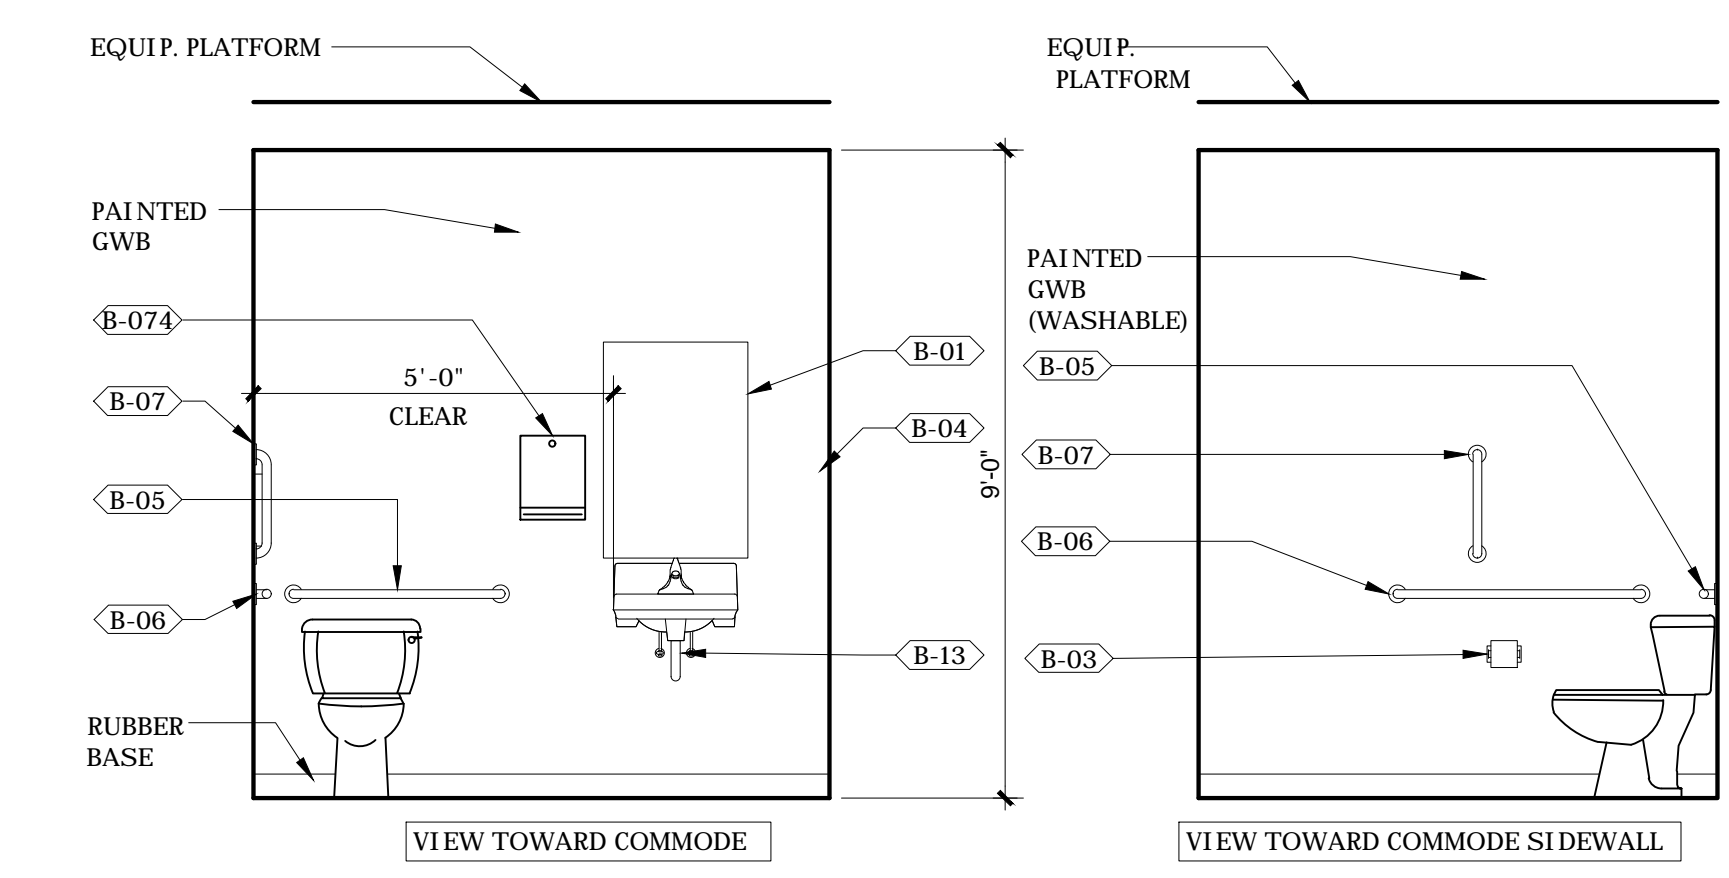 EQUIP. PLATFORM
PAINTED
GWB
B-074
5'-0"
CLEAR
B-07
B-05
B-06
RUBBER
BASE
B-01
B-04
B-13
9'-0"
VIEW TOWARD COMMODE
EQUIP.
PLATFORM
PAINTED
GWB
(WASHABLE)
B-05
B-07
B-06
B-03
VIEW TOWARD COMMODE SIDEWALL